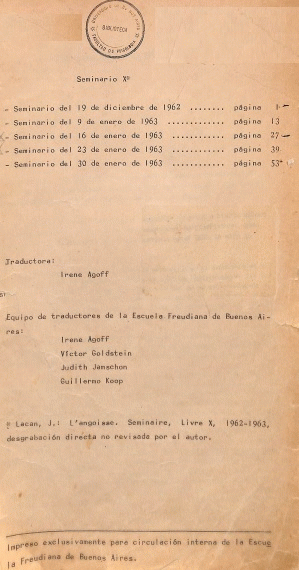 BIBLIOTECA
Seminario Xº
- Seminario del 19 de diciembre de 1962 ........ página 1
- Seminario del 9 de enero de 1963 ........... página 13
- Seminario del 16 de enero de 1963 .......... página 27
- Seminario del 23 de enero de 1963 .......... página 39
- Seminario del 30 de enero de 1963 .......... página 53
Traductora:
Irene Agoff
Equipo de traductores de la Escuela Freudiana de Buenos Ai-
res:
Irene Agoff
Víctor Goldstein
Judith Jamschon
Guillermo Koop
º Lacan, J.: L'angoisse. Seminaire, Livre X, 1962-1963,
desgrabación directa no revisada por el autor.
Impreso exclusivamente para circulación interna de la Escue
la Freudiana de Buenos Aires.